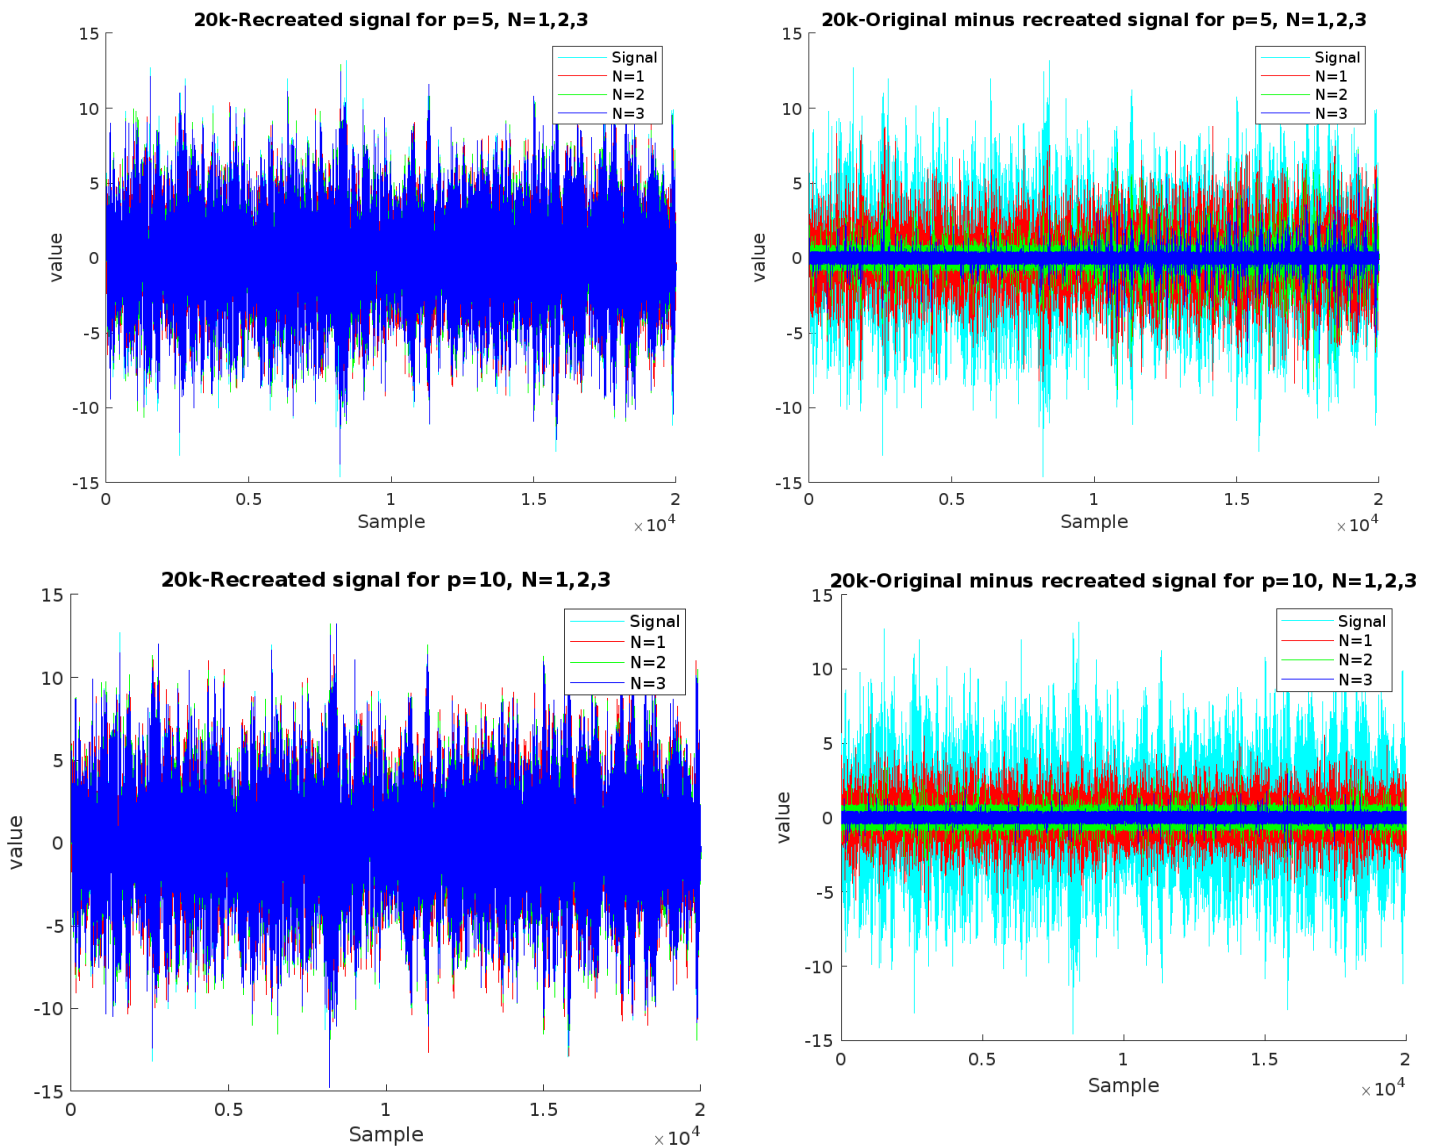 20k-Recreated signal for p=5, N=1,2,3
15
10
5
0
-5
-10
-15
value
0
0.5
1
1.5
2
Sample
×10^4
Signal
N=1
N=2
N=3
20k-Original minus recreated signal for p=5, N=1,2,3
15
10
5
0
-5
-10
-15
value
0
0.5
1
1.5
2
Sample
×10^4
Signal
N=1
N=2
N=3
20k-Recreated signal for p=10, N=1,2,3
15
10
5
0
-5
-10
-15
value
0
0.5
1
1.5
2
Sample
×10^4
Signal
N=1
N=2
N=3
20k-Original minus recreated signal for p=10, N=1,2,3
15
10
5
0
-5
-10
-15
value
0
0.5
1
1.5
2
Sample
×10^4
Signal
N=1
N=2
N=3